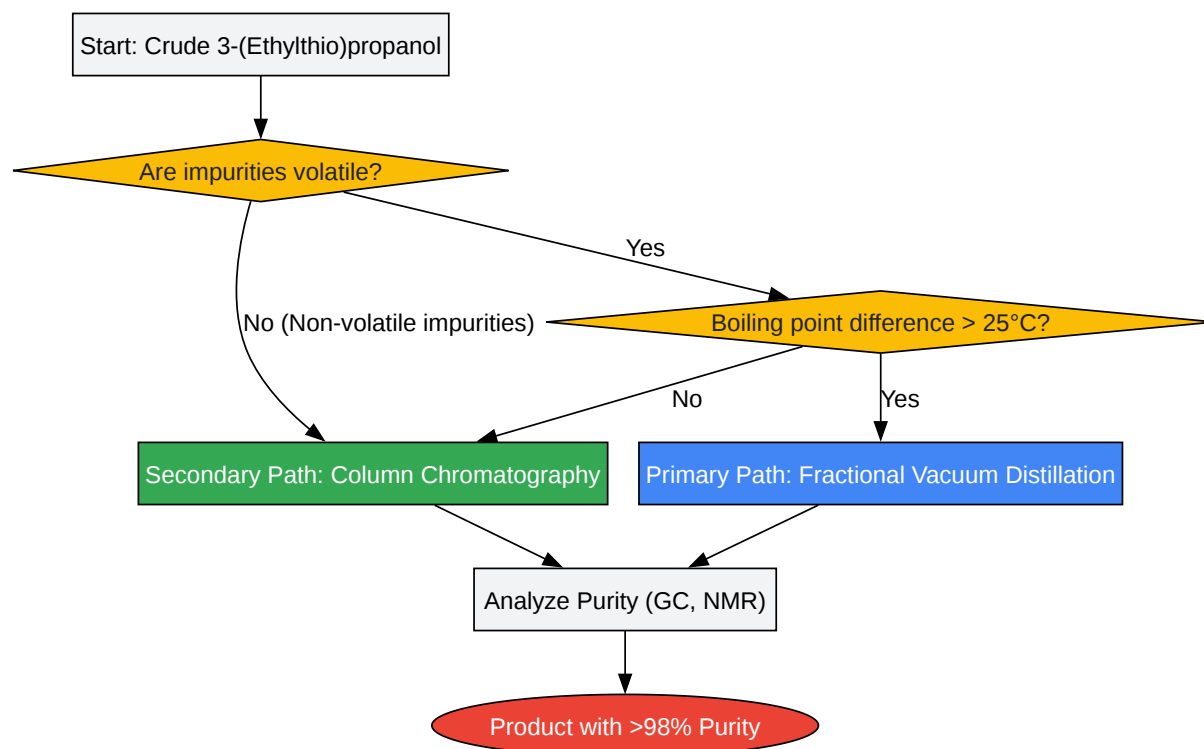 Start: Crude 3-(Ethylthio)propanol
Are impurities volatile?
Yes
No (Non-volatile impurities)
Boiling point difference > 25°C?
No
Yes
Secondary Path: Column Chromatography
Primary Path: Fractional Vacuum Distillation
Analyze Purity (GC, NMR)
Product with >98% Purity